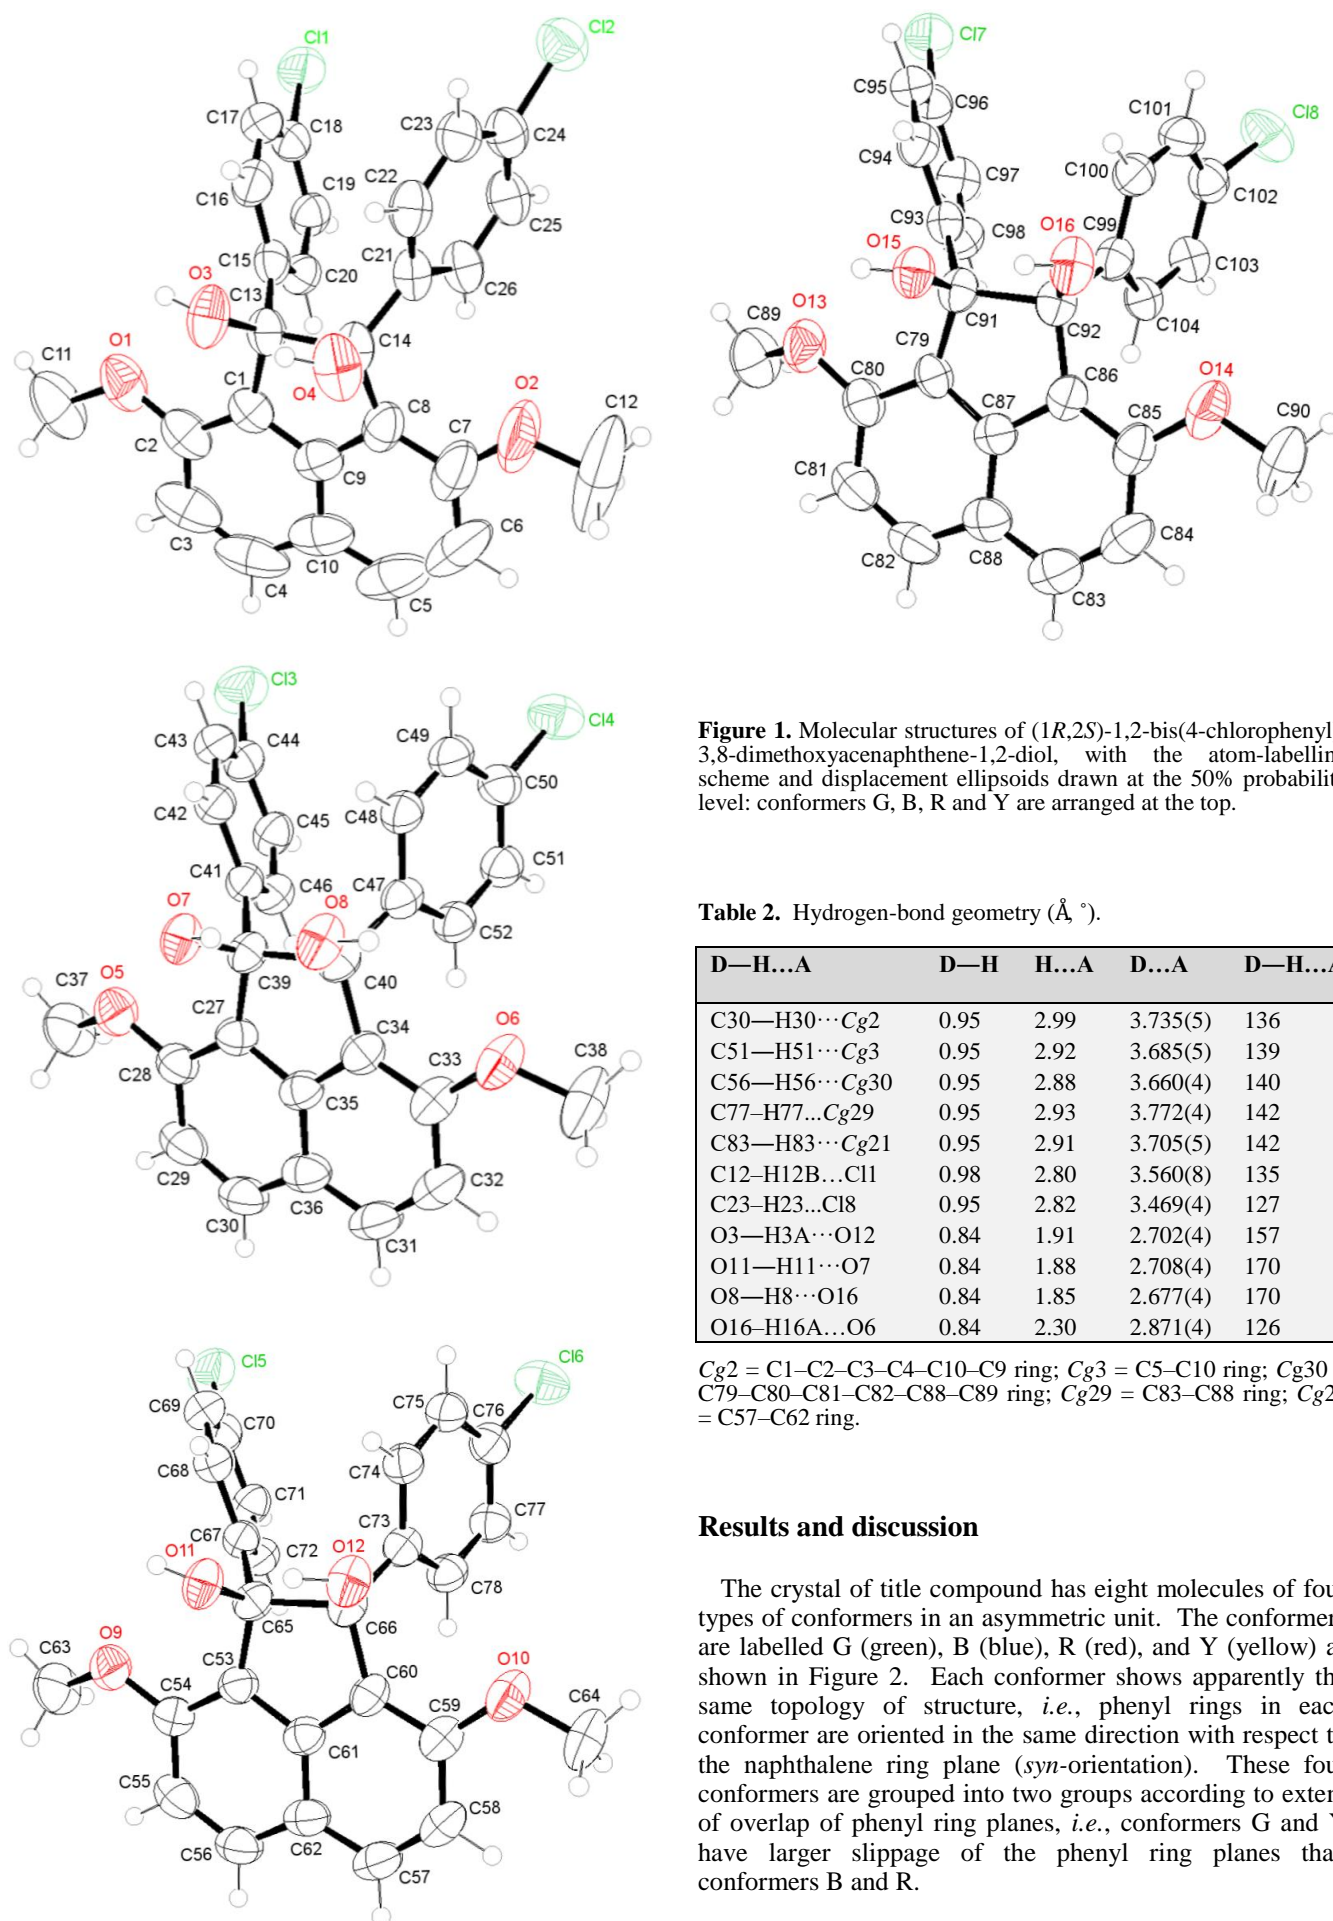 Cl1
Cl2
C17
C18
C23
C24
C16
C19
C22
C25
C15
C20
C21
C26
O3
C13
C14
C11
O1
O4
O2
C12
C1
C8
C7
C2
C9
C6
C3
C10
C4
C5
Cl3
Cl4
C43
C44
C49
C50
C42
C45
C48
C51
C41
C46
C47
C52
O7
O8
C37
O5
C39
C40
C27
C34
O6
C38
C28
C35
C33
C29
C36
C32
C30
C31
Cl5
Cl6
C69
C70
C75
C76
C68
C71
C74
C77
C67
C72
C73
C78
O11
O12
C63
O9
C65
C66
C53
C60
O10
C64
C54
C61
C59
C55
C58
C56
C62
C57
Cl7
C95
C96
C101
Cl8
C94
C97
C100
C102
C93
C98
C99
C103
O15
O16
C104
C89
O13
C91
C92
C79
C86
O14
C80
C87
C85
C90
C81
C84
C82
C88
C83
Figure 1. Molecular structures of (1R,2S)-1,2-bis(4-chlorophenyl
3,8-dimethoxyacenaphthene-1,2-diol, with the atom-labellin
scheme and displacement ellipsoids drawn at the 50% probabilit
level: conformers G, B, R and Y are arranged at the top.
Table 2. Hydrogen-bond geometry (Å, ˚).
D—H…A D—H H…A D…A D—H…A
C30—H30···Cg2 0.95 2.99 3.735(5) 136
C51—H51···Cg3 0.95 2.92 3.685(5) 139
C56—H56···Cg30 0.95 2.88 3.660(4) 140
C77–H77...Cg29 0.95 2.93 3.772(4) 142
C83—H83···Cg21 0.95 2.91 3.705(5) 142
C12–H12B…Cl1 0.98 2.80 3.560(8) 135
C23–H23...Cl8 0.95 2.82 3.469(4) 127
O3—H3A···O12 0.84 1.91 2.702(4) 157
O11—H11···O7 0.84 1.88 2.708(4) 170
O8—H8···O16 0.84 1.85 2.677(4) 170
O16–H16A…O6 0.84 2.30 2.871(4) 126
Cg2 = C1–C2–C3–C4–C10–C9 ring; Cg3 = C5–C10 ring; Cg30
C79–C80–C81–C82–C88–C89 ring; Cg29 = C83–C88 ring; Cg2
= C57–C62 ring.
Results and discussion
The crystal of title compound has eight molecules of fou
types of conformers in an asymmetric unit. The conformer
are labelled G (green), B (blue), R (red), and Y (yellow) a
shown in Figure 2. Each conformer shows apparently th
same topology of structure, i.e., phenyl rings in eac
conformer are oriented in the same direction with respect t
the naphthalene ring plane (syn-orientation). These fou
conformers are grouped into two groups according to exten
of overlap of phenyl ring planes, i.e., conformers G and Y
have larger slippage of the phenyl ring planes tha
conformers B and R.